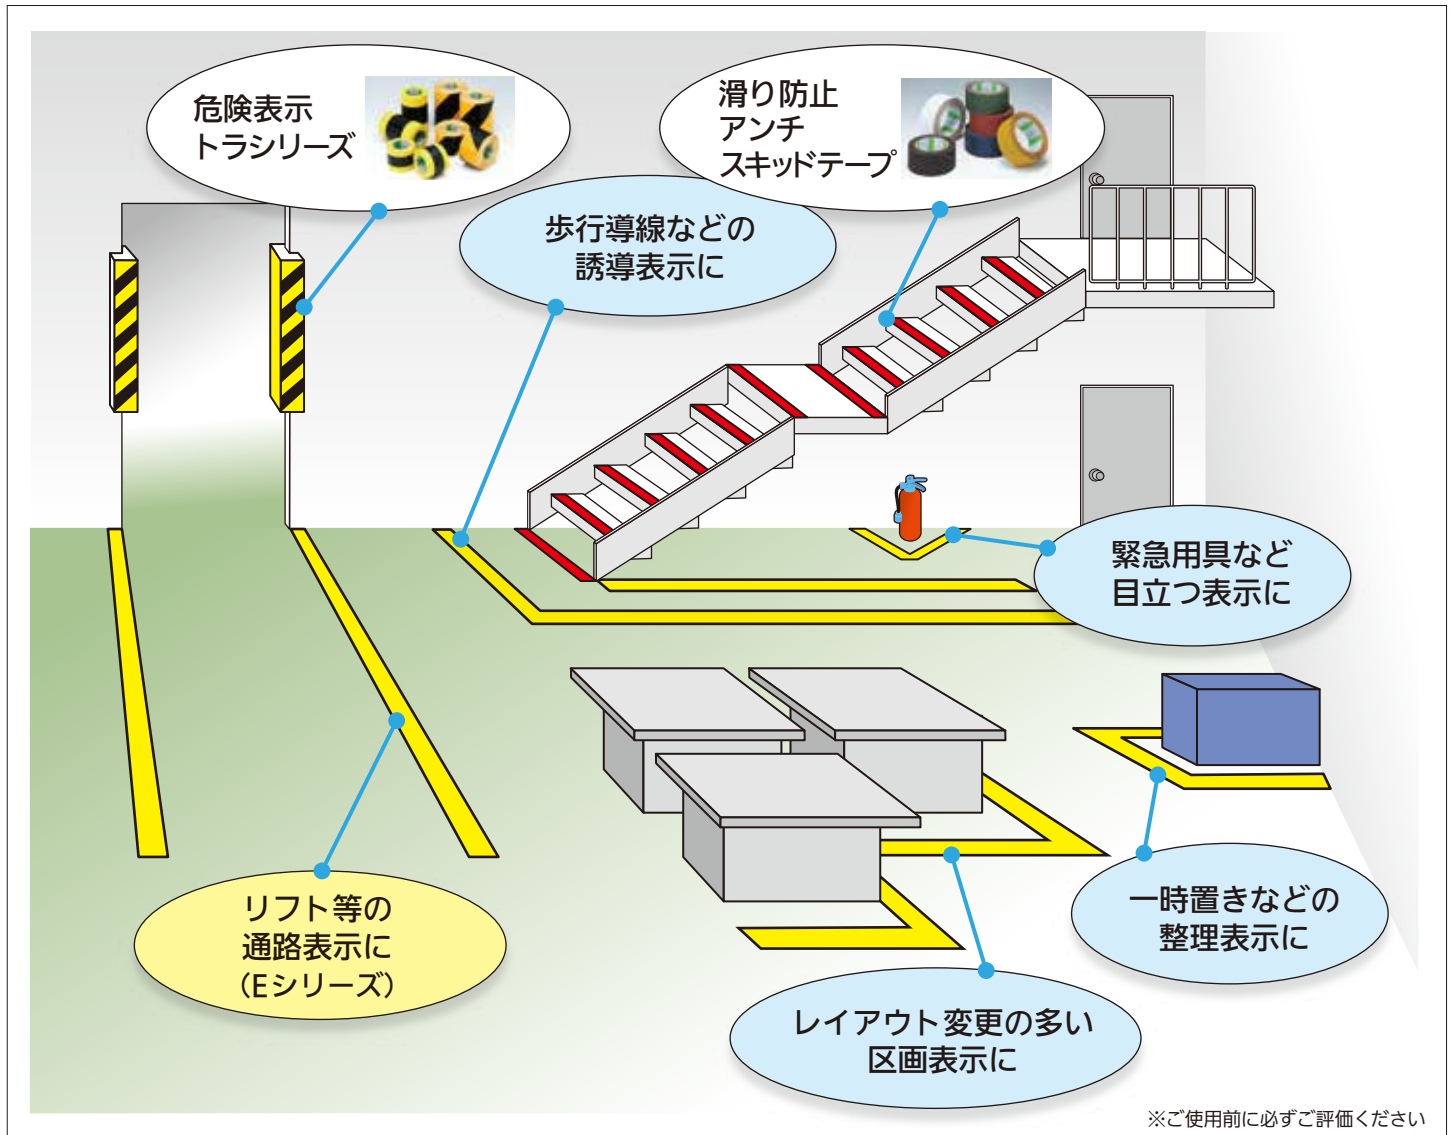 危険表示
トラシリーズ
滑り防止
アンチ
スキッドテープ
歩行導線などの
誘導表示に
緊急用具など
目立つ表示に
リフト等の
通路表示に
（Eシリーズ）
一時置きなどの
整理表示に
レイアウト変更の多い
区画表示に
※ご使用前に必ずご評価ください